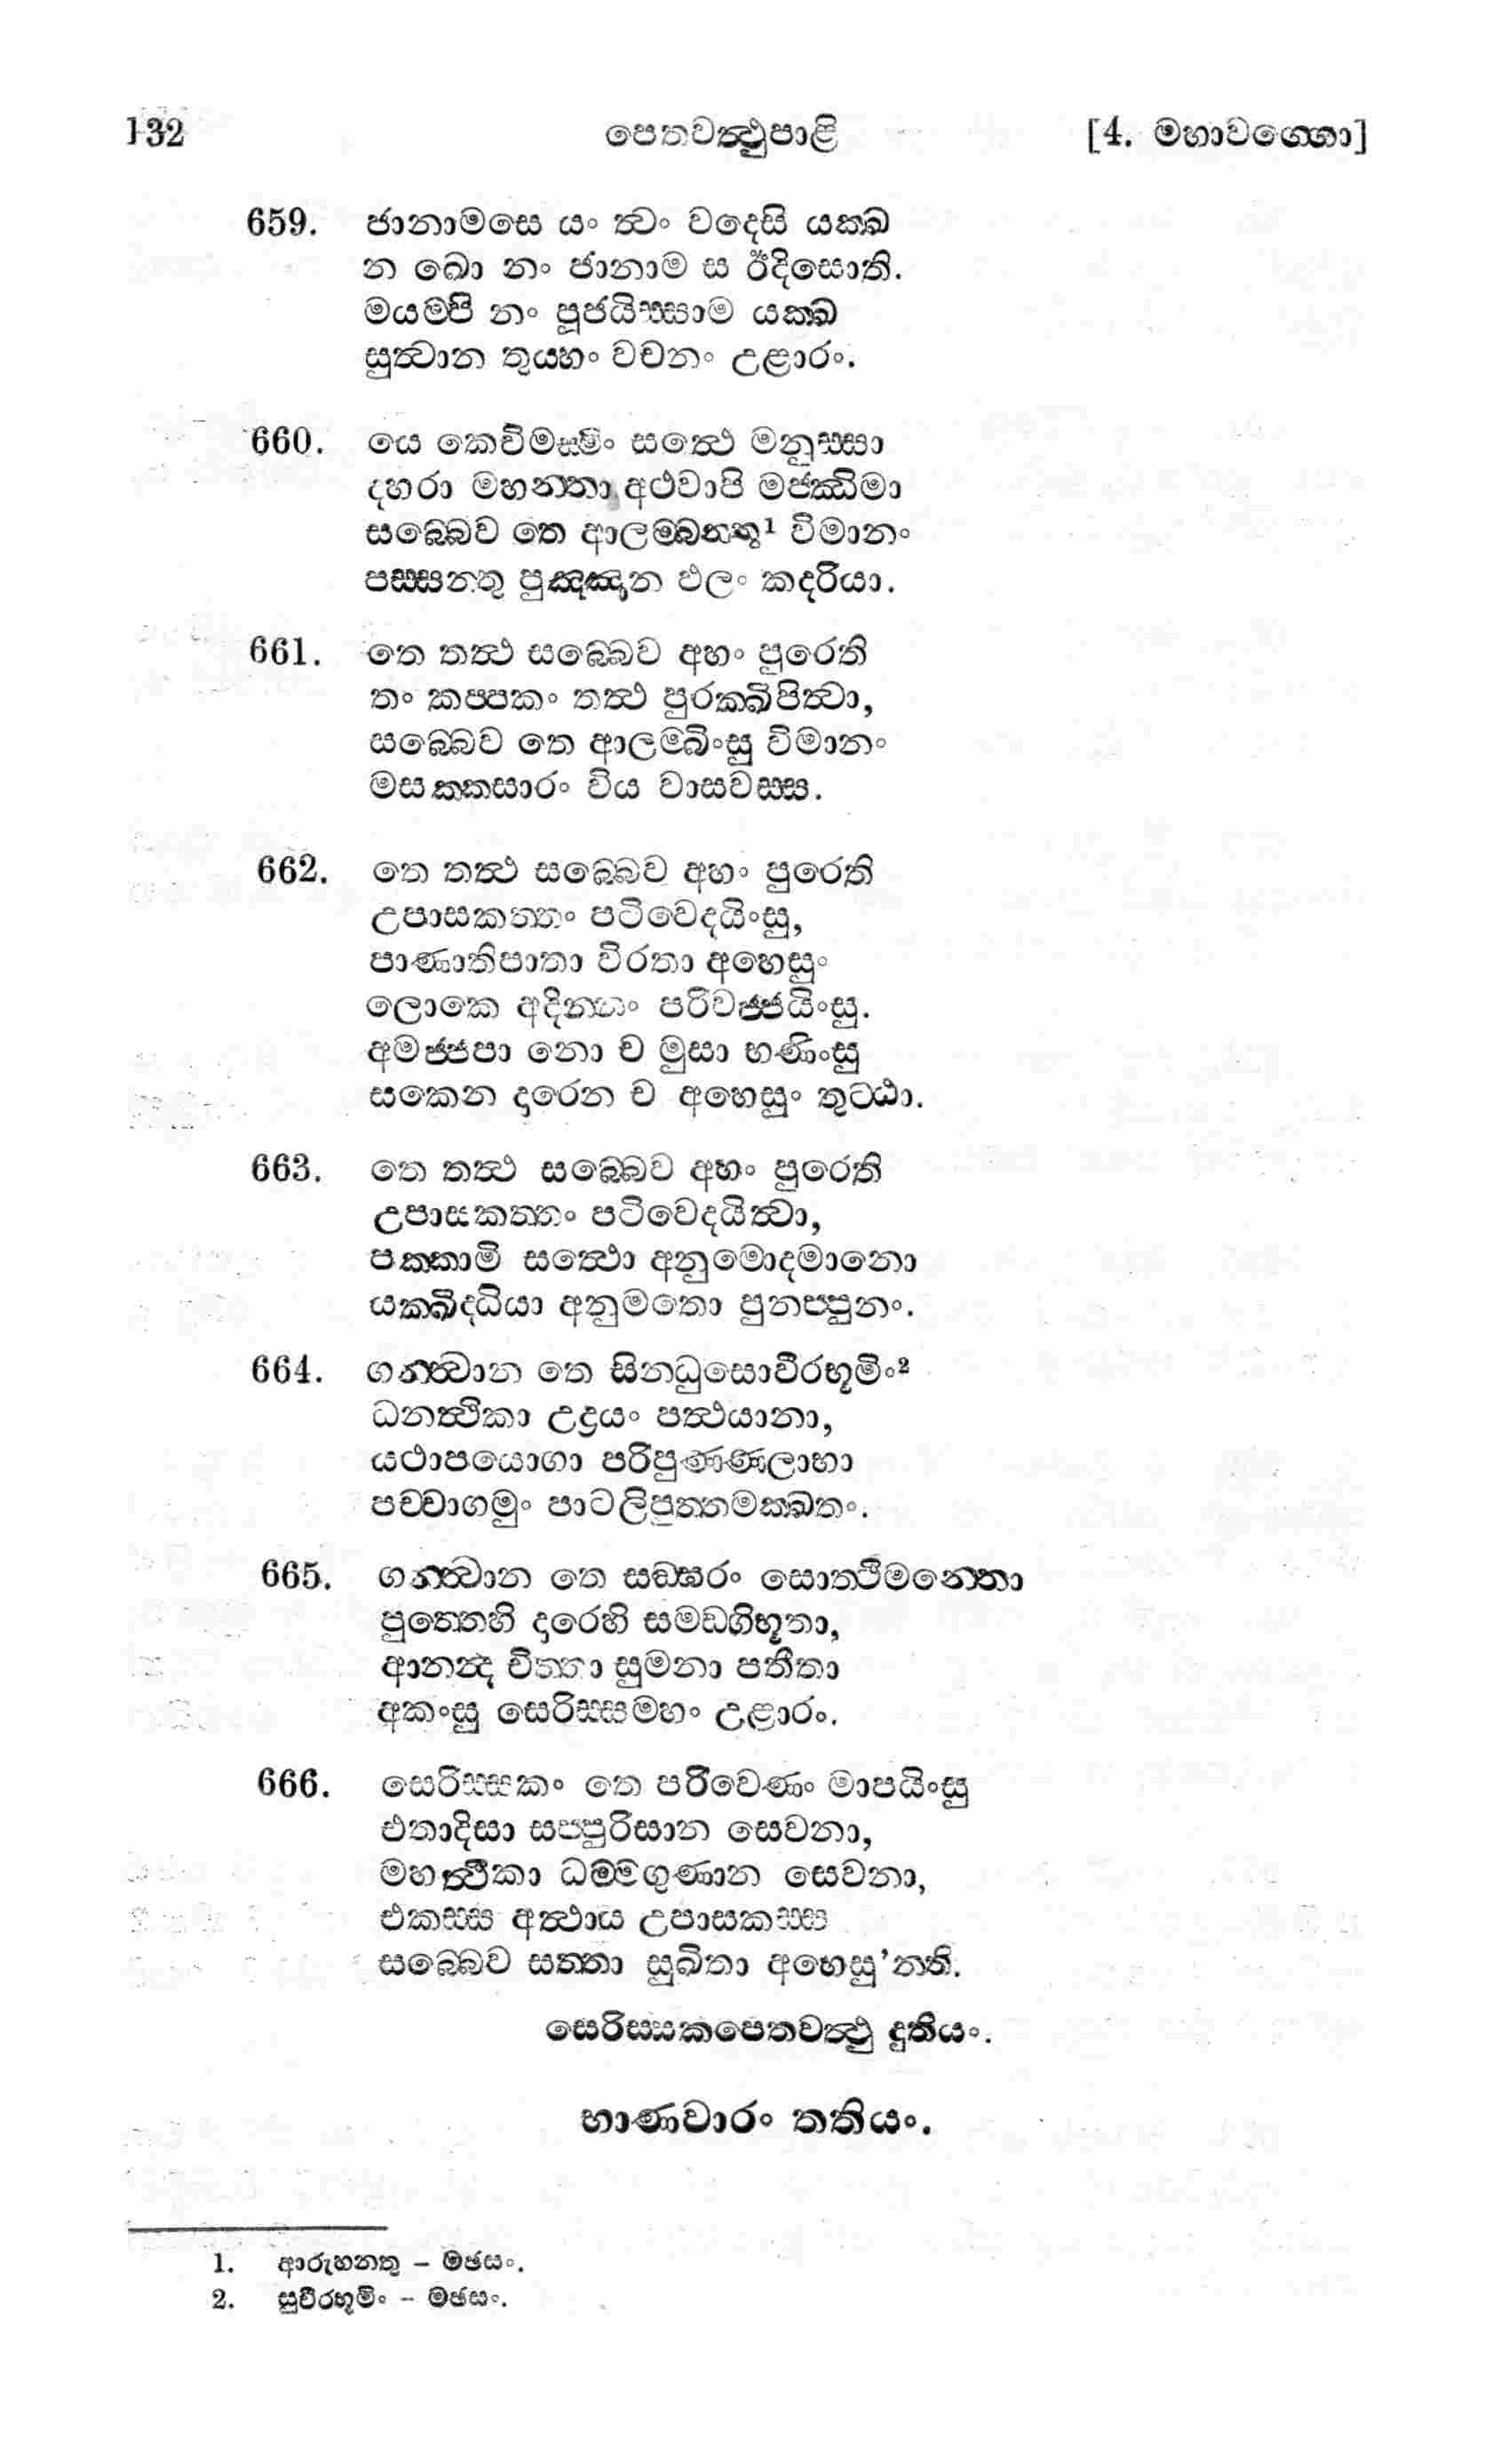 132 පෙතවත්ථුපාළි [4. මහාවග්ගො]
659. ජානාමසෙ යං ත්වං වදෙසි යක්ඛ
න ඛො නං ජානාම ස ඊදිසොති.
මයම්පි නං පූජයිස්සාම යක්ඛ
සුත්වාන තුය්හං වචනං උළාරං.
660. යෙ කෙචිමස්මිං සත්ථෙ මනුස්සා
දහරා මහන්තා අථවාපි මජ්ඣිමා
සබ්බෙව තෙ ආලම්බන්තු¹ විමානං
පස්සන්තු පුඤ්ඤාන ඵලං කදරියා.
661. තෙ තත්ථ සබ්බෙව අහං පුරෙති
තං කප්පකං තත්ථ පුරක්ඛිපිත්වා,
සබ්බෙව තෙ ආලම්බිංසු විමානං
මසක්කසාරං විය වාසවස්ස.
662. තෙ තත්ථ සබ්බෙව අහං පුරෙති
උපාසකත්තං පටිවෙදයිංසු,
පාණාතිපාතා විරතා අහෙසුං
ලොකෙ අදින්නං පරිවජ්ජයිංසු.
අමජ්ජපා නො ච මුසා භණිංසු
සකෙන දාරෙන ච අහෙසුං තුට්ඨා.
663. තෙ තත්ථ සබ්බෙව අහං පුරෙති
උපාසකත්තං පටිවෙදයිත්වා,
පක්කාමි සත්ථො අනුමොදමානො
යක්ඛිද්ධියා අනුමතො පුනප්පුනං.
664. ගන්ත්වාන තෙ සින්ධුසොවීරභූමිං²
ධනත්ථිකා උද්‍රයං පත්ථයානා,
යථාපයොගා පරිපුණ්ණලාභා
පච්චාගමුං පාටලිපුත්තමක්ඛතං.
665. ගන්ත්වාන තෙ සඞ්ඝරං සොත්ථිමන්තො
පුත්තෙහි දාරෙහි සමඞ්ගිභූතා,
ආනන්ද චිත්තා සුමනා පතීතා
අකංසු සෙරිස්සමහං උළාරං.
666. සෙරිස්සකං තෙ පරිවෙණං මාපයිංසු
එතාදිසා සප්පුරිසාන සෙවනා,
මහත්ථිකා ධම්මගුණාන සෙවනා,
එකස්ස අත්ථාය උපාසකස්ස
සබ්බෙව සත්තා සුඛිතා අහෙසු'න්ති.
සෙරිස්සකපෙතවත්ථු දුතියං.
භාණවාරං තතියං.
1. ආරුහන්තු – මඡසං.
2. සුවීරභූමිං – මඡසං.